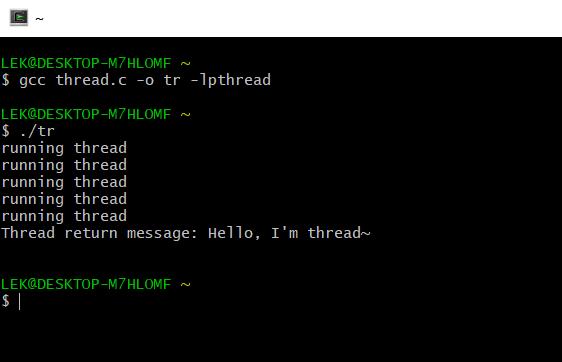 ~
LEK@DESKTOP-M7HLOMF ~
$ gcc thread.c -o tr -lpthread
LEK@DESKTOP-M7HLOMF ~
$ ./tr
running thread
running thread
running thread
running thread
running thread
Thread return message: Hello, I'm thread~
LEK@DESKTOP-M7HLOMF ~
$